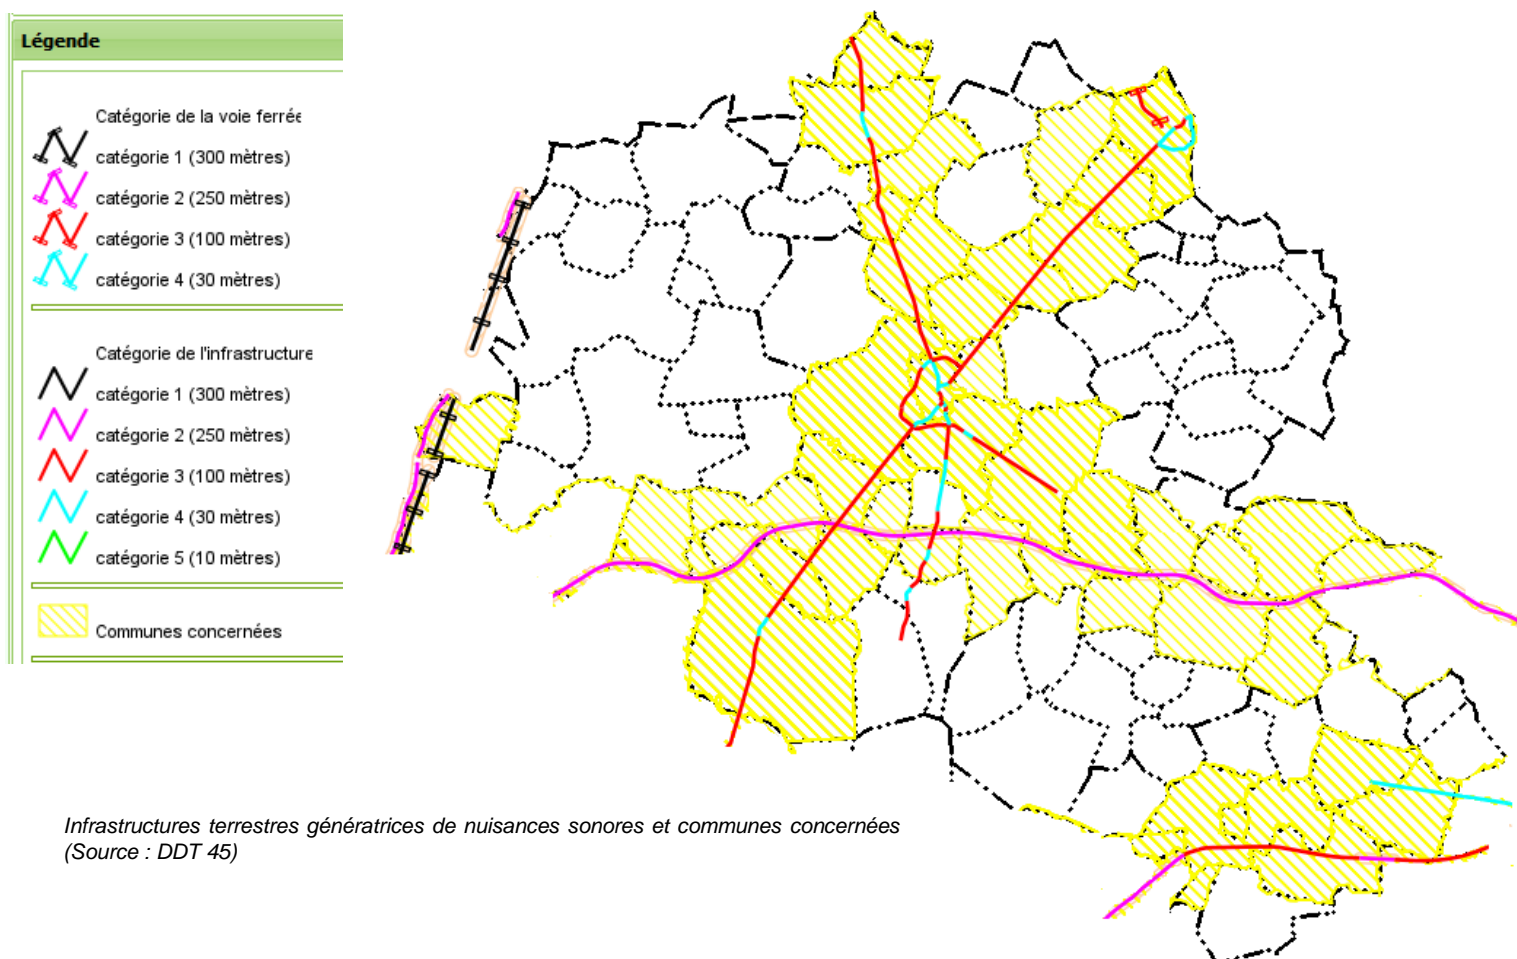 Légende
Catégorie de la voie ferrée
catégorie 1 (300 mètres)
catégorie 2 (250 mètres)
catégorie 3 (100 mètres)
catégorie 4 (30 mètres)
Catégorie de l'infrastructure
catégorie 1 (300 mètres)
catégorie 2 (250 mètres)
catégorie 3 (100 mètres)
catégorie 4 (30 mètres)
catégorie 5 (10 mètres)
Communes concernées
Infrastructures terrestres génératrices de nuisances sonores et communes concernées
(Source : DDT 45)